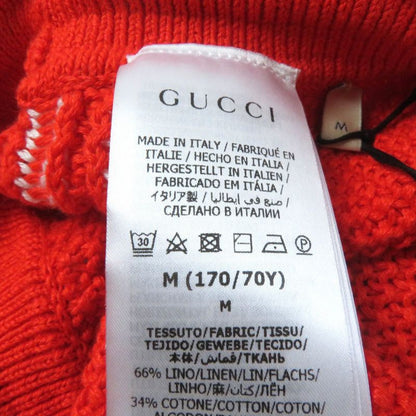 GUCCI
M
MADE IN ITALY / FABRIQUÉ EN
ITALIE / HECHO EN ITALIA /
HERGESTELLT IN ITALIEN /
FABRICADO EM ITÁLIA /
イタリア製 / صنع في إيطاليا /
СДЕЛАНО В ИТАЛИИ
30
P
M (170/70Y)
M
TESSUTO/FABRIC/TISSU/
TEJIDO/GEWEBE/TECIDO/
本体/قماش/ТКАНЬ
66% LINO/LINEN/LIN/FLACHS/
LINHO/麻/كتان/ЛЁН
34% COTONE/COTTON/COTON/